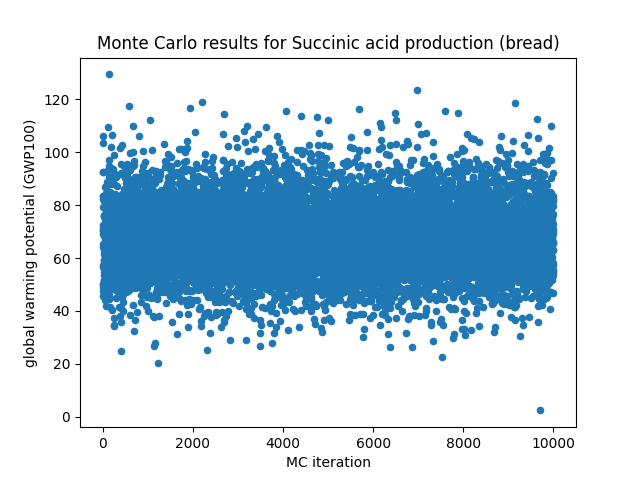 Monte Carlo results for Succinic acid production (bread)
global warming potential (GWP100)
120
100
80
60
40
20
0
0 2000 4000 6000 8000 10000
MC iteration